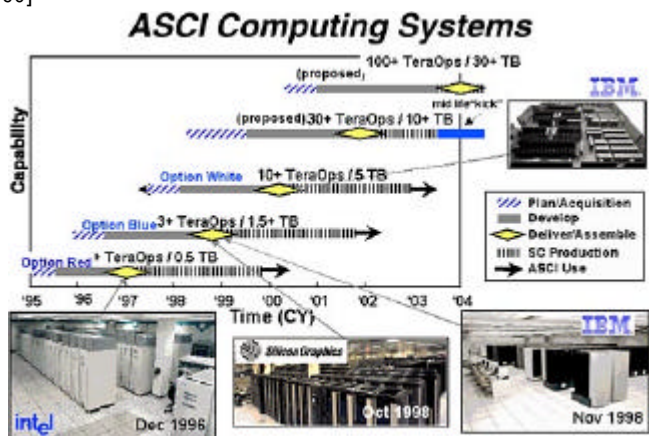 00]
ASCI Computing Systems
100+ TeraOps / 30+ TB
(proposed)
IBM
mid life "kick"
(proposed) 30+ TeraOps / 10+ TB
Capability
Option White
10+ TeraOps / 5 TB
Plan/Acquisition
Develop
Deliver/Assemble
SC Production
ASCI Use
Option Blue
3+ TeraOps / 1.5+ TB
Option Red
+ TeraOps / 0.5 TB
'95 '96 '97 '98 '99 '00 '01 '02 '03 '04
Time (CY)
IBM
Silicon Graphics
intel
Dec 1996
Oct 1998
Nov 1998